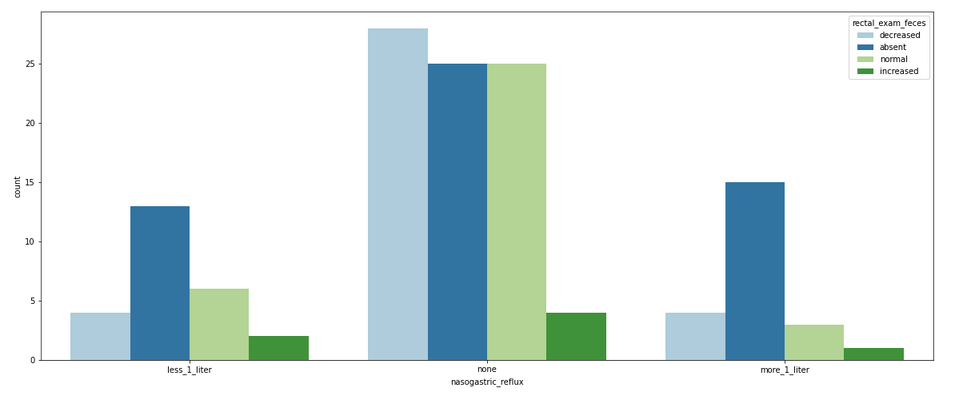 rectal_exam_feces
decreased
absent
normal
increased
25
20
15
10
5
0
count
less_1_liter
none
more_1_liter
nasogastric_reflux